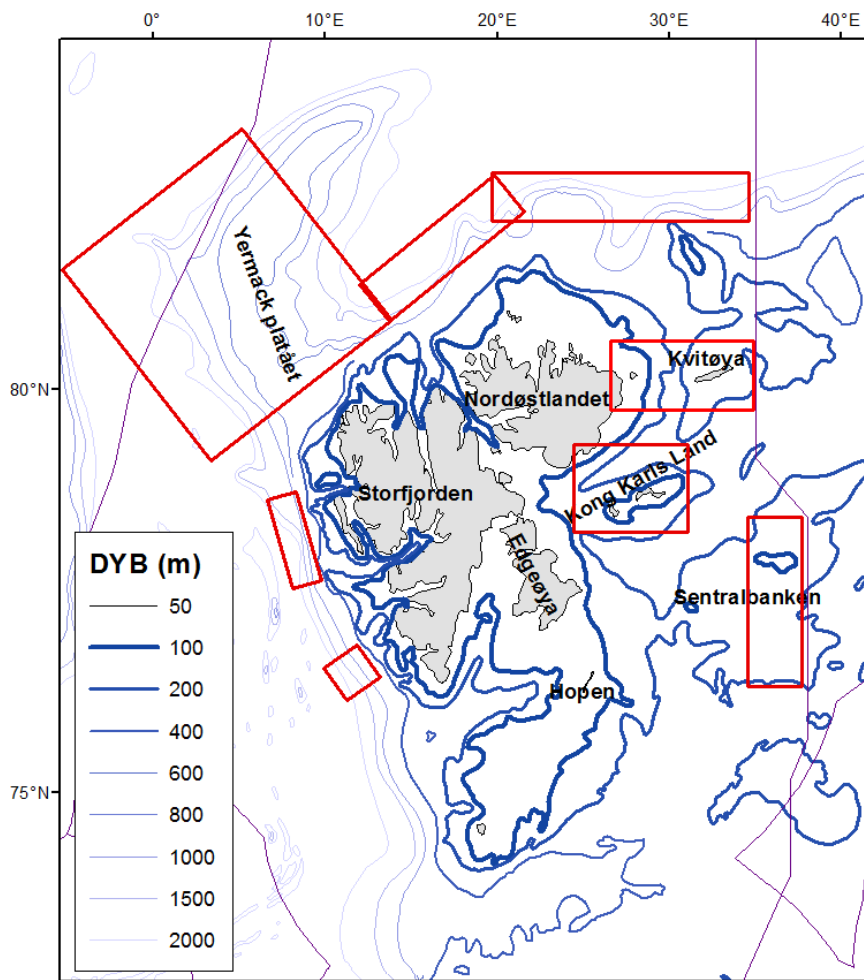 0° 10°E 20°E 30°E 40°E
Yermack platået
Kvitøya
80°N
Nordøstlandet
Kong Karls Land
Storfjorden
Edgeøya
Sentralbanken
Hopen
75°N
DYB (m)
50
100
200
400
600
800
1000
1500
2000